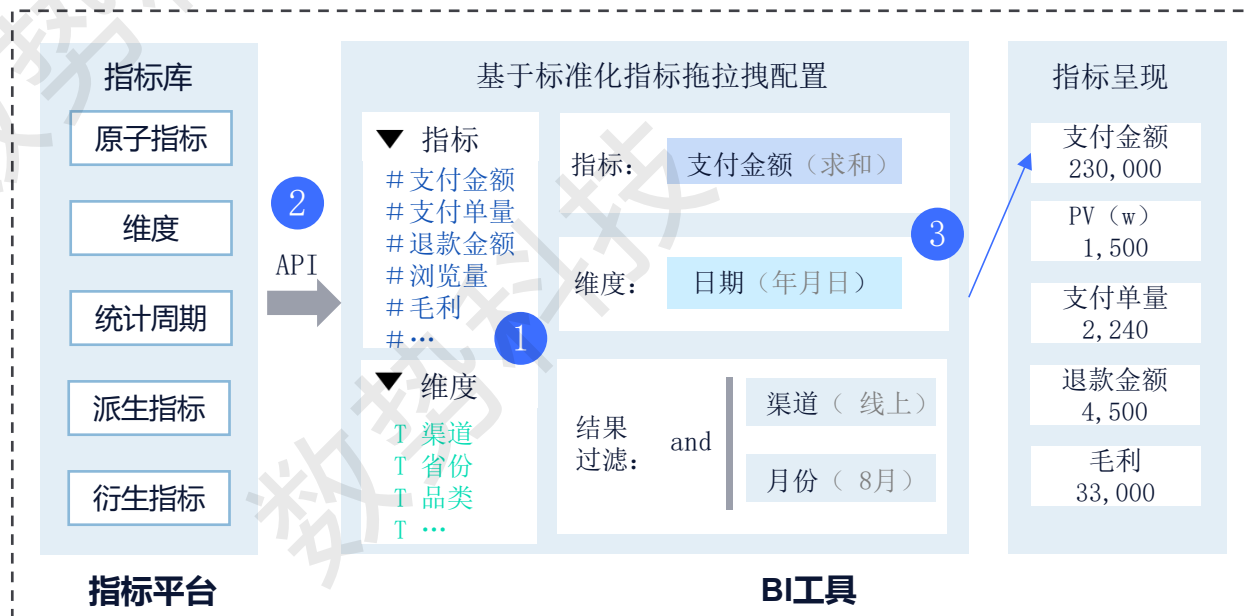 指标库
原子指标
维度
统计周期
派生指标
衍生指标
指标平台
2
API
基于标准化指标拖拉拽配置
▼ 指标
#支付金额
#支付单量
#退款金额
#浏览量
#毛利
#…
1
▼ 维度
T 渠道
T 省份
T 品类
T …
指标： 支付金额（求和）
3
维度： 日期（年月日）
结果
过滤：
and
渠道（ 线上）
月份（ 8月）
BI工具
指标呈现
支付金额
230,000
PV（w）
1,500
支付单量
2,240
退款金额
4,500
毛利
33,000
数势科技